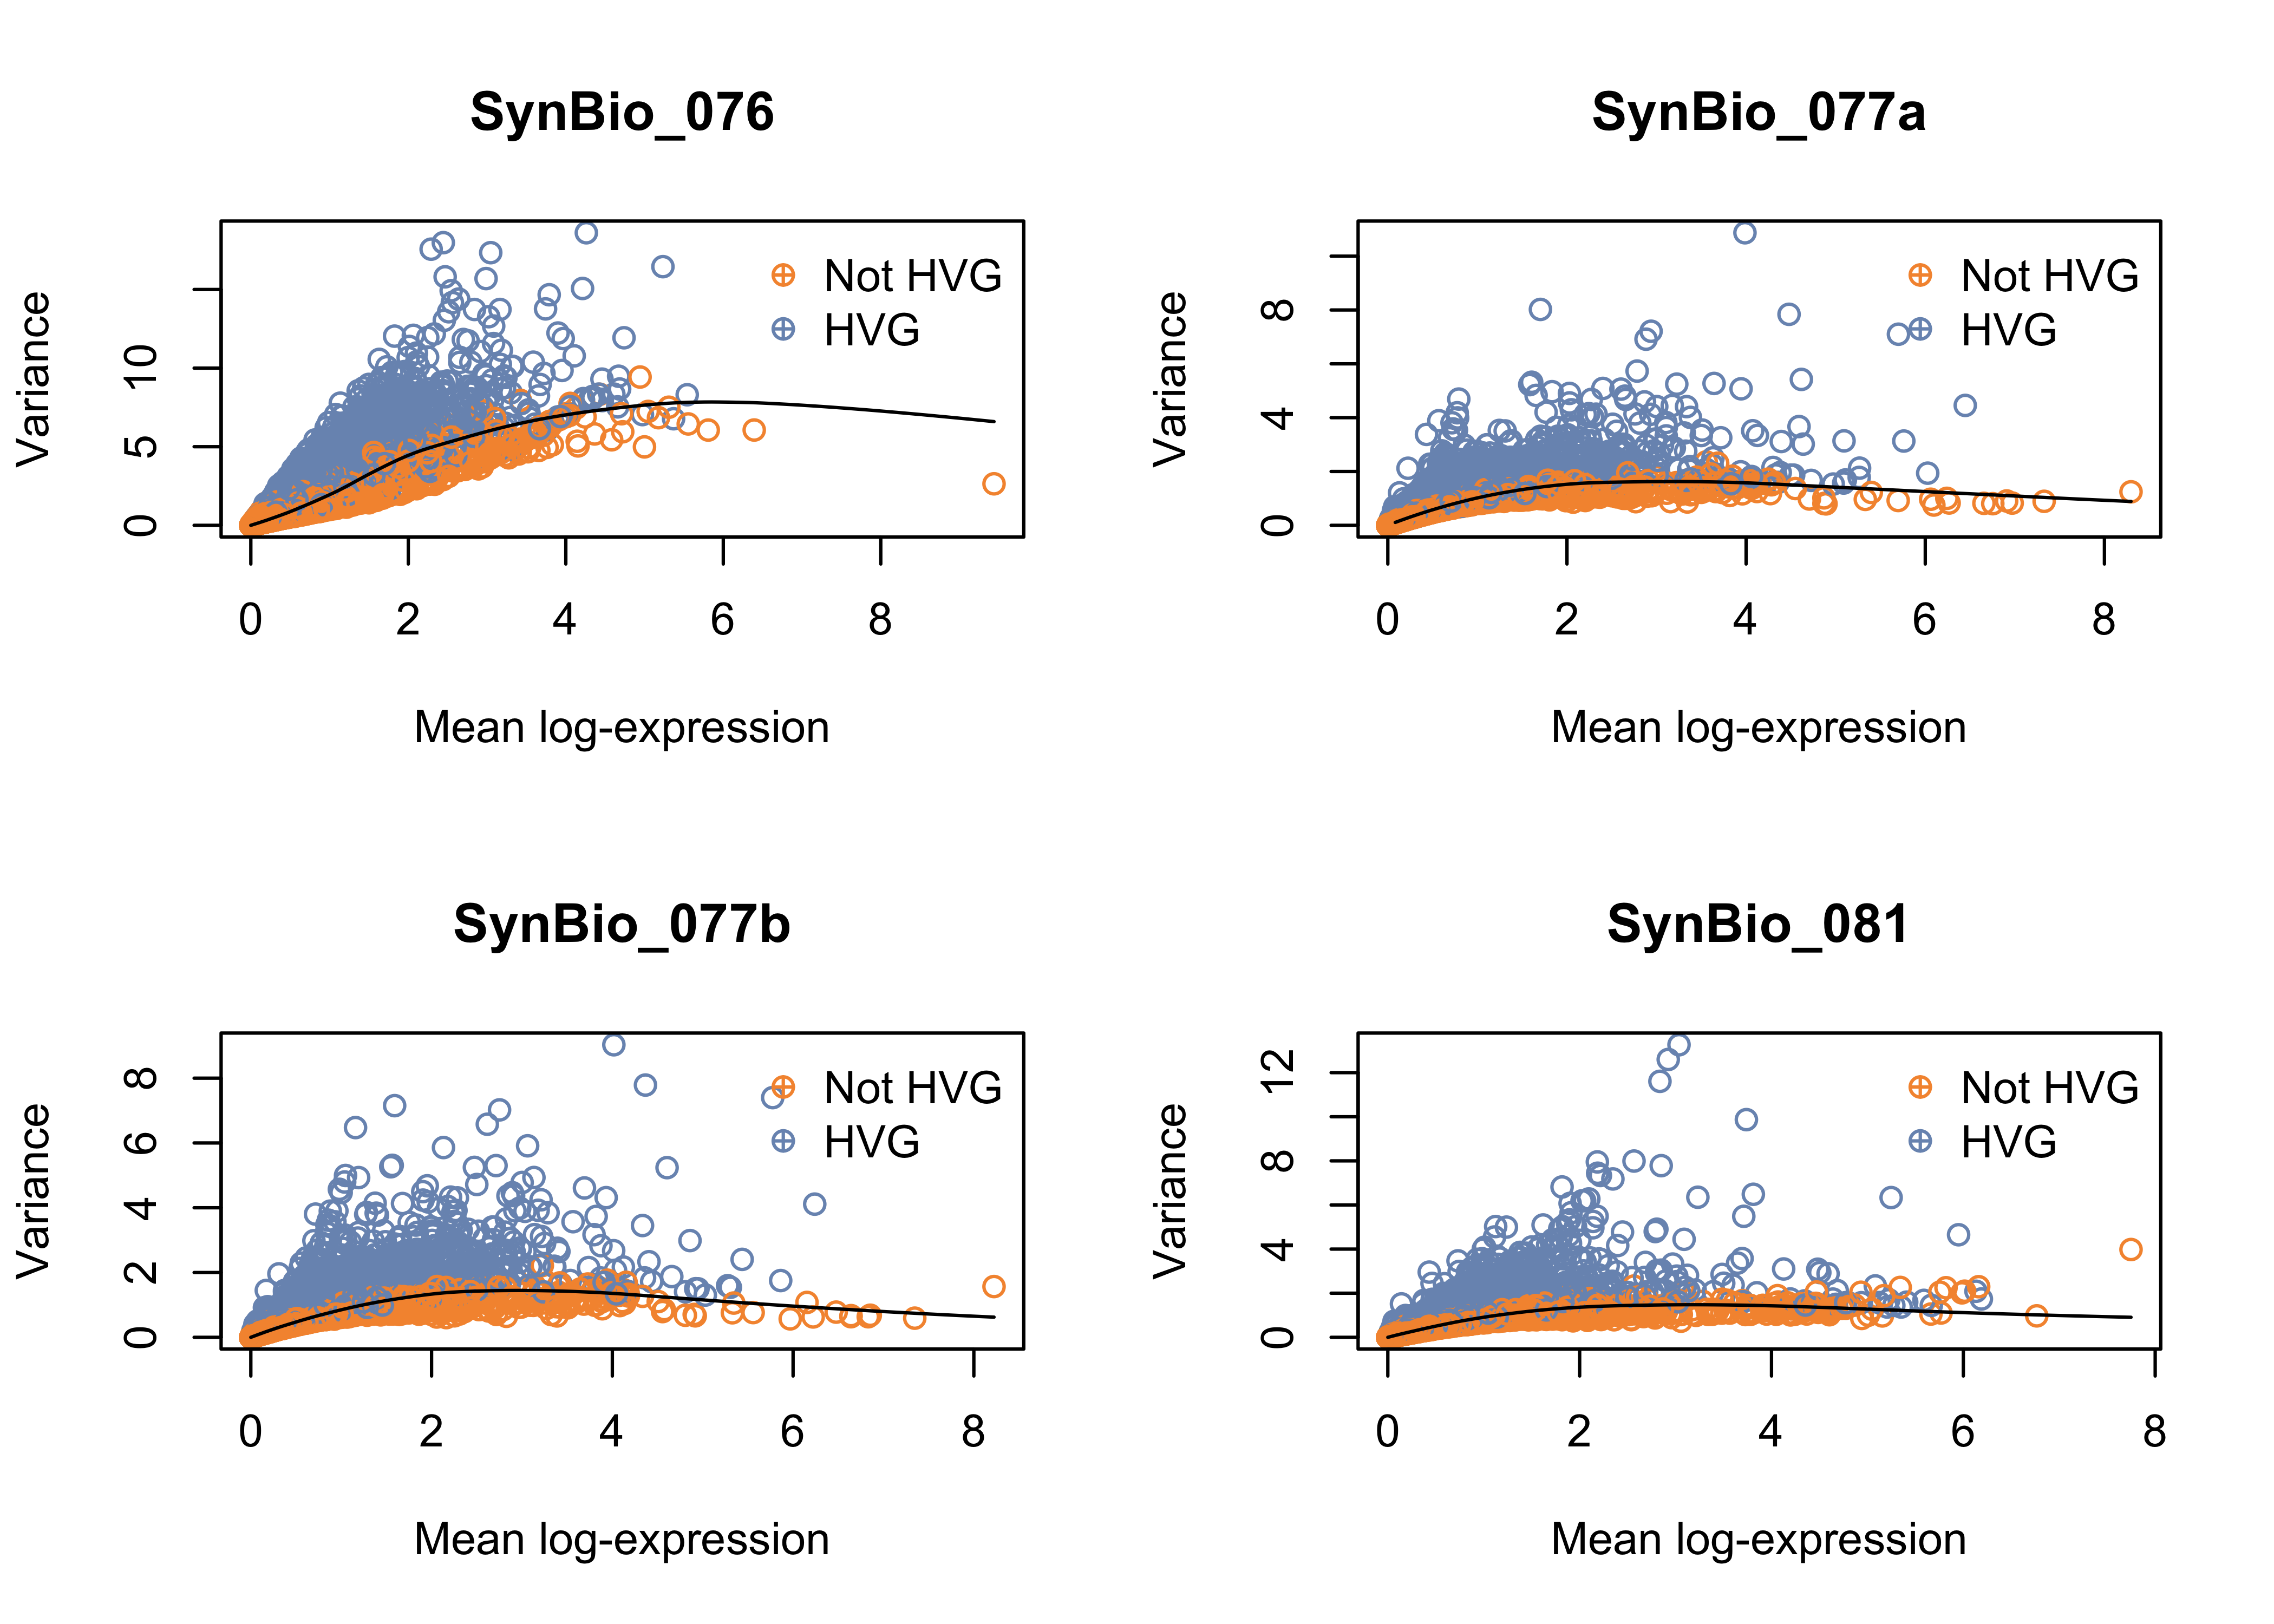 SynBio_076
Variance
0
5
10
0
2
4
6
8
Mean log-expression
Not HVG
HVG
SynBio_077a
Variance
0
4
8
0
2
4
6
8
Mean log-expression
Not HVG
HVG
SynBio_077b
Variance
0
2
4
6
8
0
2
4
6
8
Mean log-expression
Not HVG
HVG
SynBio_081
Variance
0
4
8
12
0
2
4
6
8
Mean log-expression
Not HVG
HVG